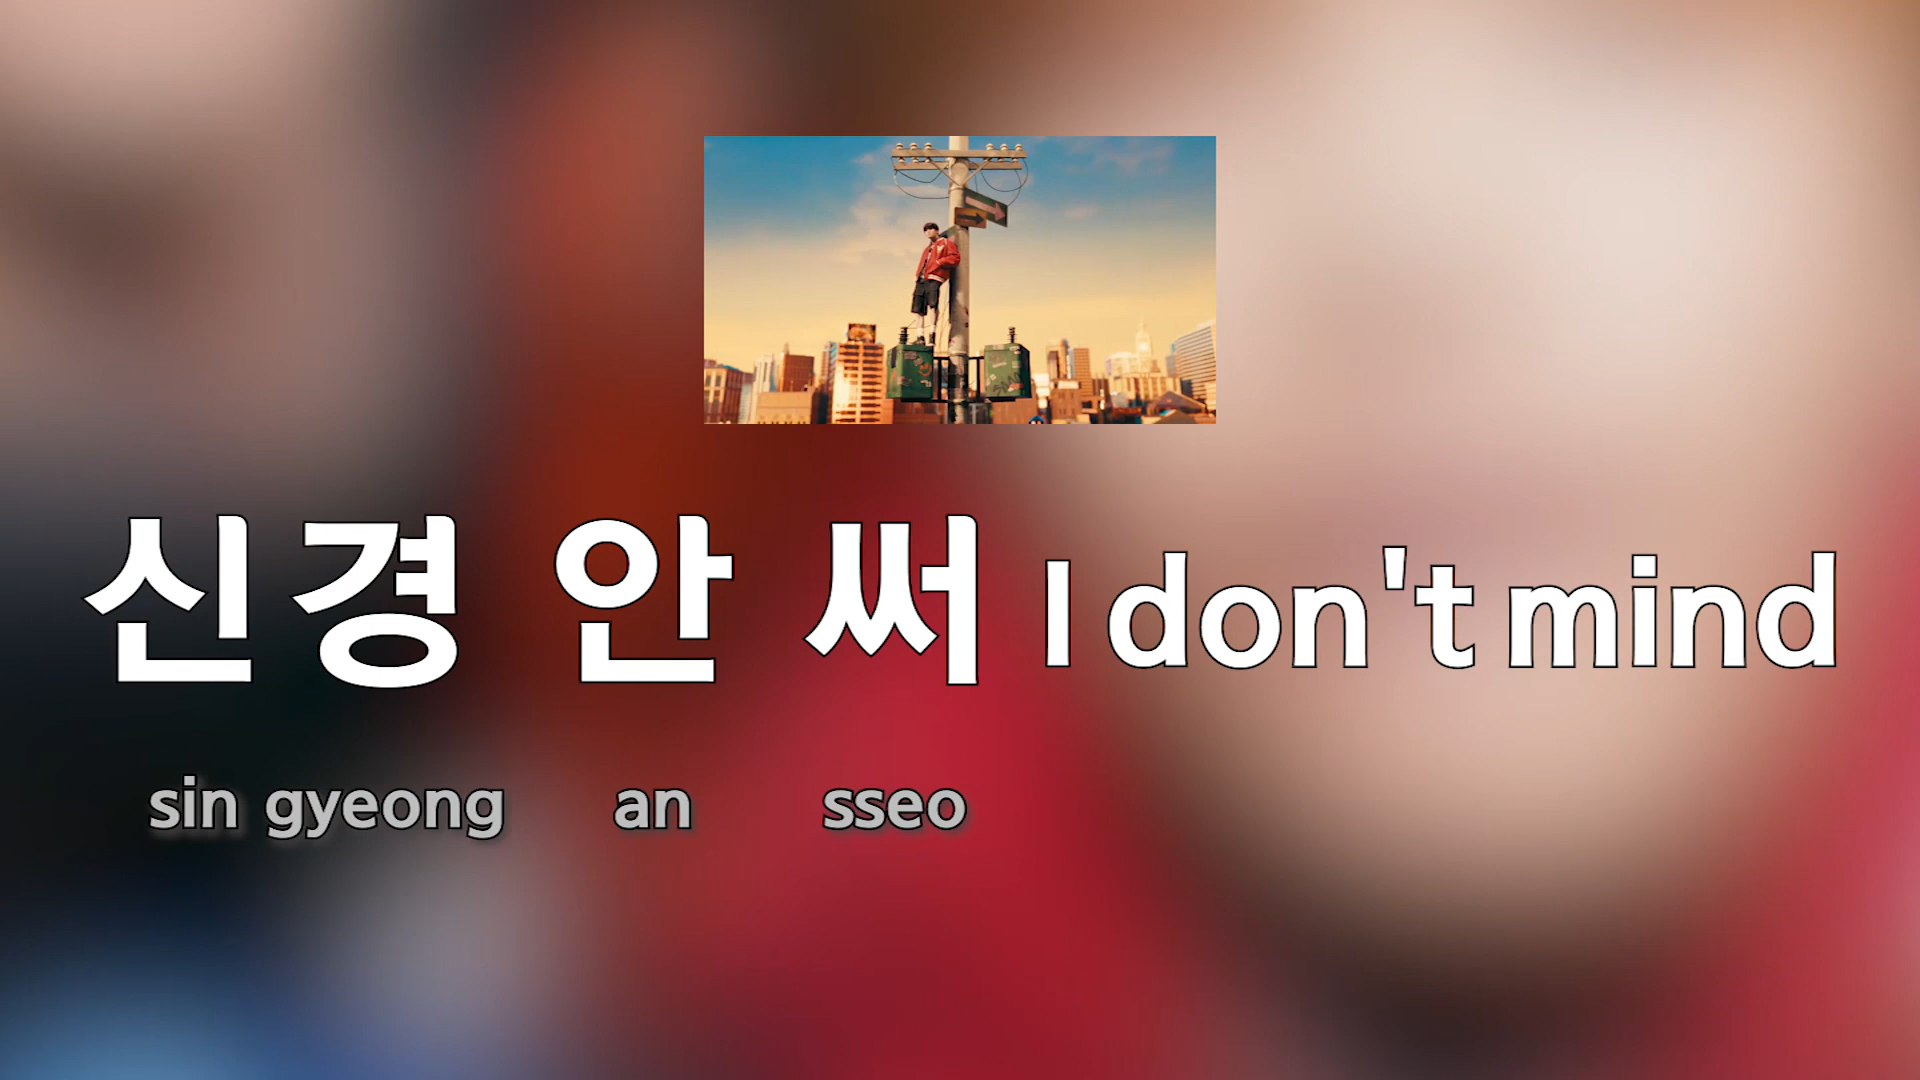 신경 안 써 I don't mind
sin gyeong an sseo